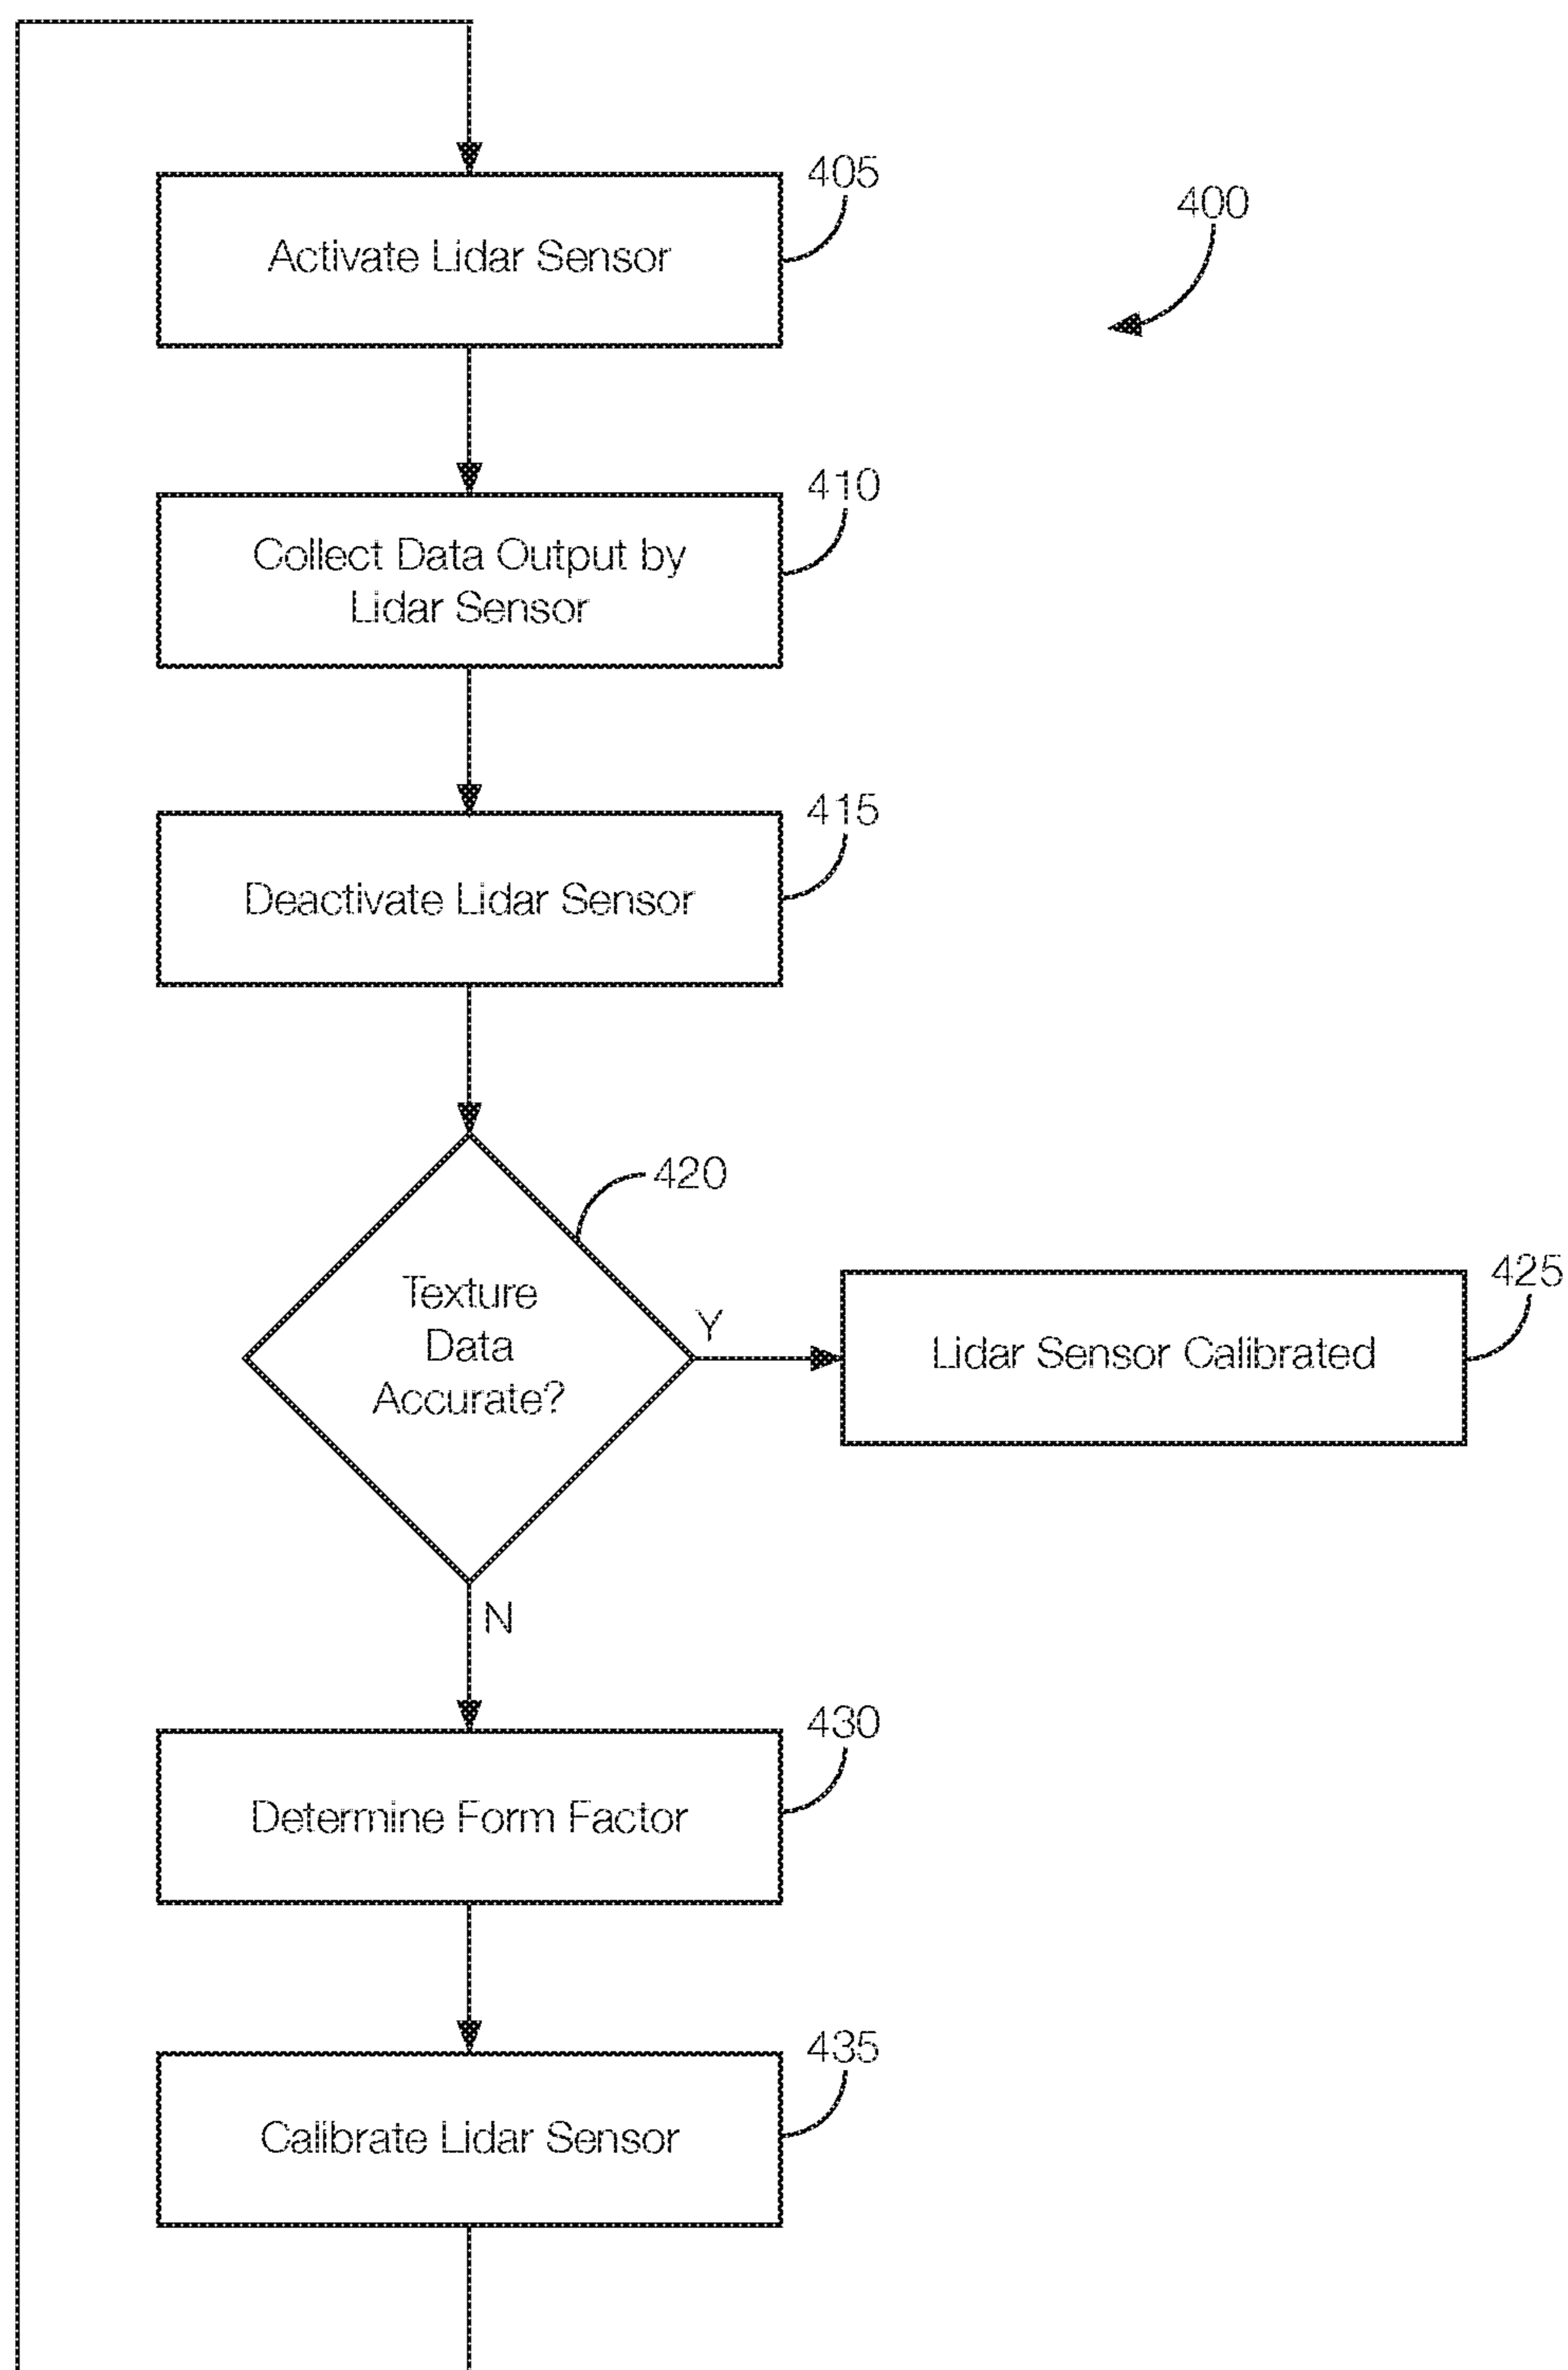 405
400
Activate Lidar Sensor
410
Collect Data Output by
Lidar Sensor
415
Deactivate Lidar Sensor
420
425
Texture
Data
Accurate?
Y
Lidar Sensor Calibrated
N
430
Determine Form Factor
435
Calibrate Lidar Sensor